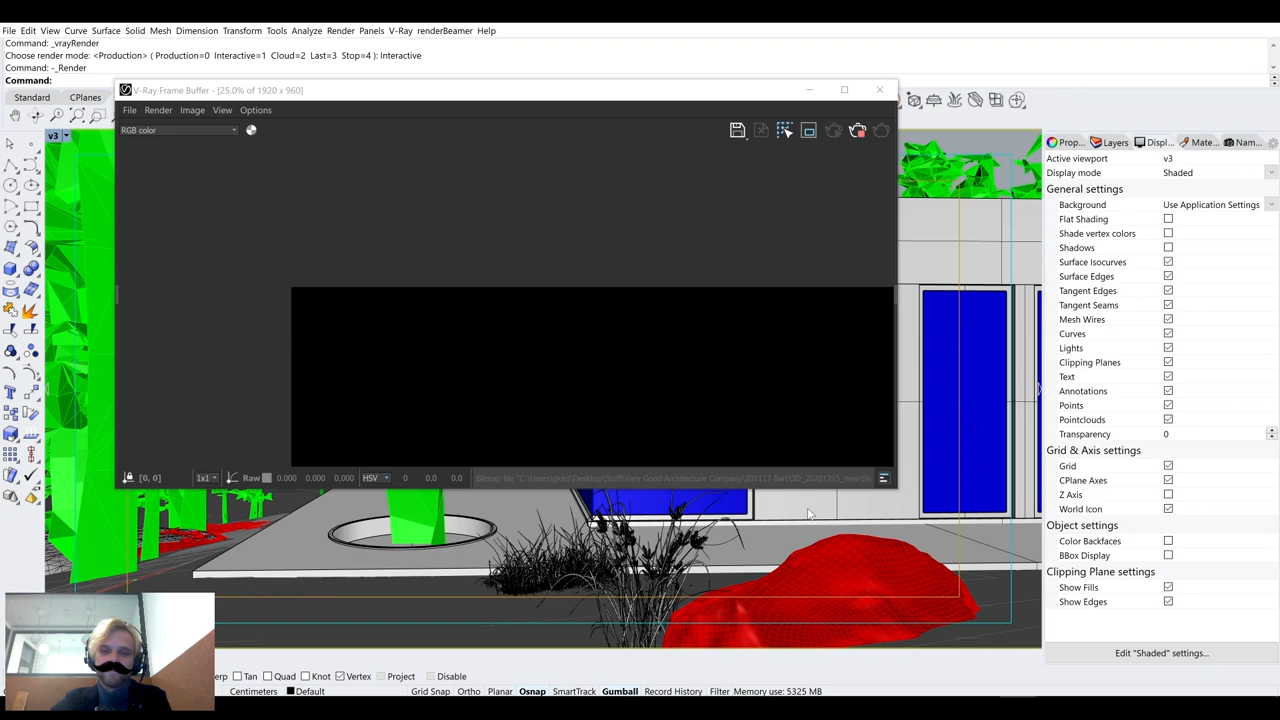 File Edit View Curve Surface Solid Mesh Dimension Transform Tools Analyze Render Panels V-Ray renderBeamer Help
Command: _vrayRender
Choose render mode: <Production> ( Production=0 Interactive=1 Cloud=2 Last=3 Stop=4 ): Interactive
Command: -_Render
Command:
Standard CPlanes
V-Ray Frame Buffer - [25.0% of 1920 x 960]
File Render Image View Options
RGB color
v3
Prop... Layers Displ... Mate... Nam...
Active viewport v3
Display mode Shaded
General settings
Background Use Application Settings
Flat Shading
Shade vertex colors
Shadows
Surface Isocurves
Surface Edges
Tangent Edges
Tangent Seams
Mesh Wires
Curves
Lights
Clipping Planes
Text
Annotations
Points
Pointclouds
Transparency 0
Grid & Axis settings
Grid
CPlane Axes
Z Axis
World Icon
Object settings
Color Backfaces
BBox Display
Clipping Plane settings
Show Fills
Show Edges
Edit "Shaded" settings...
[0, 0] 1x1 Raw 0.000 0.000 0.000 HSV 0 0.0 0.0
rp Tan Quad Knot Vertex Project Disable
Centimeters Default Grid Snap Ortho Planar Osnap SmartTrack Gumball Record History Filter Memory use: 5325 MB